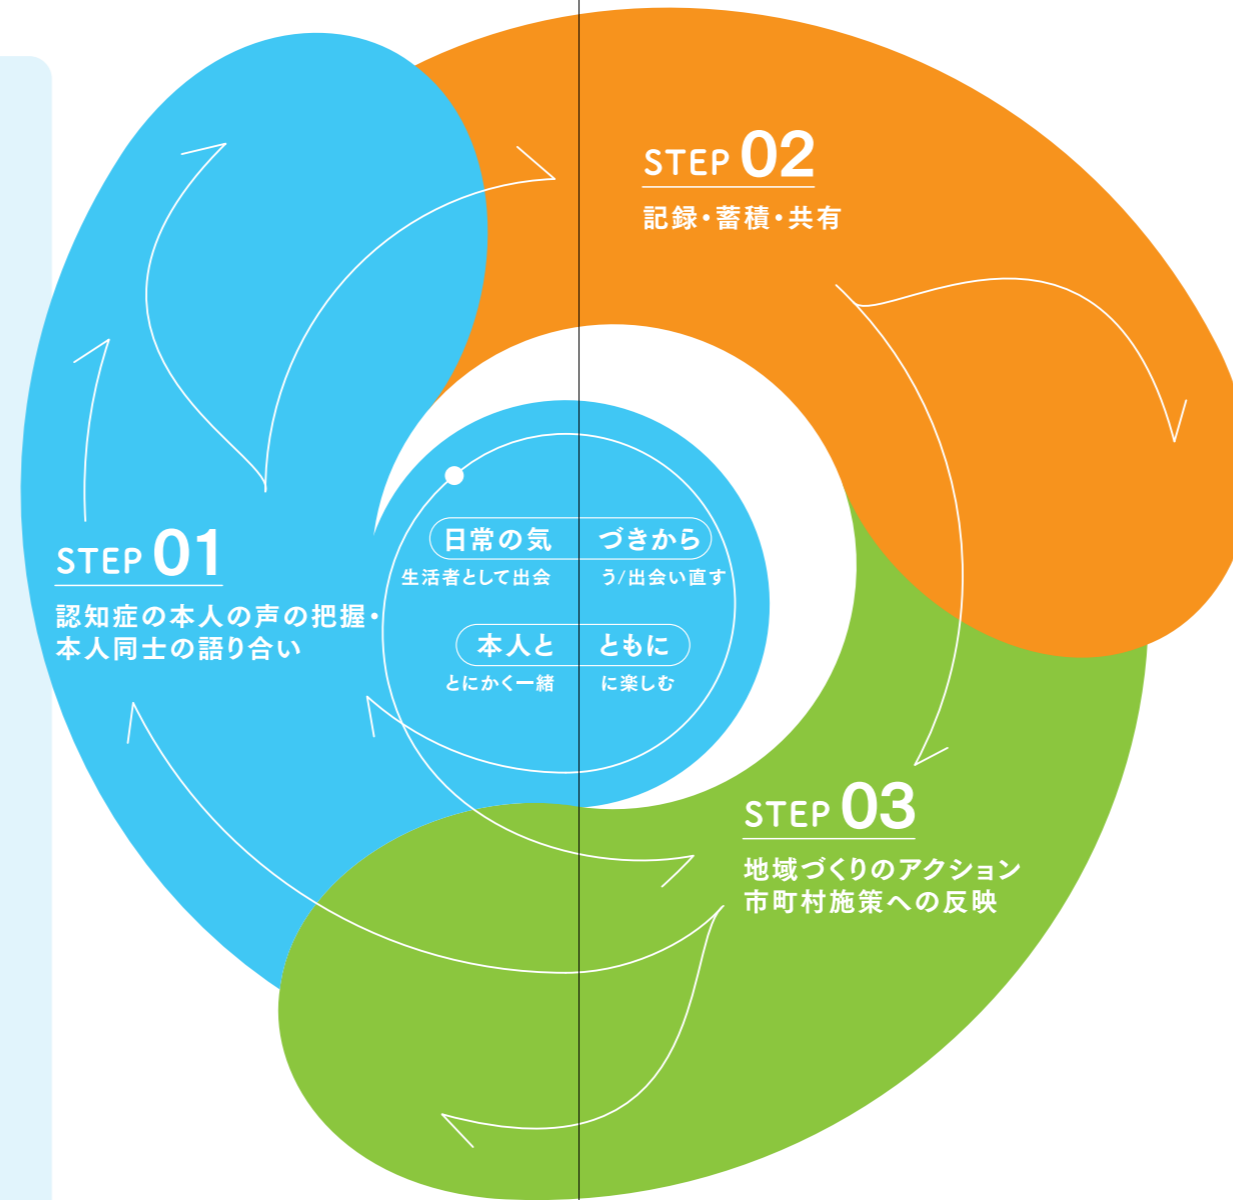 STEP 02
記録・蓄積・共有
STEP 01
認知症の本人の声の把握・
本人同士の語り合い
日常の気づきから
生活者として出会う/出会い直す
本人とともに
とにかく一緒に楽しむ
STEP 03
地域づくりのアクション
市町村施策への反映